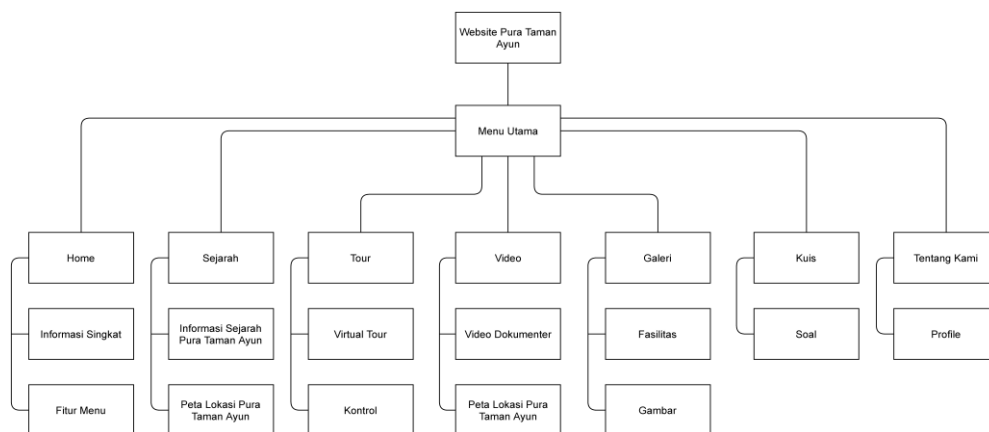 Website Pura Taman
Ayun
Menu Utama
Home
Sejarah
Tour
Video
Galeri
Kuis
Tentang Kami
Informasi Singkat
Informasi Sejarah
Pura Taman Ayun
Virtual Tour
Video Dokumenter
Fasilitas
Soal
Profile
Fitur Menu
Peta Lokasi Pura
Taman Ayun
Kontrol
Peta Lokasi Pura
Taman Ayun
Gambar